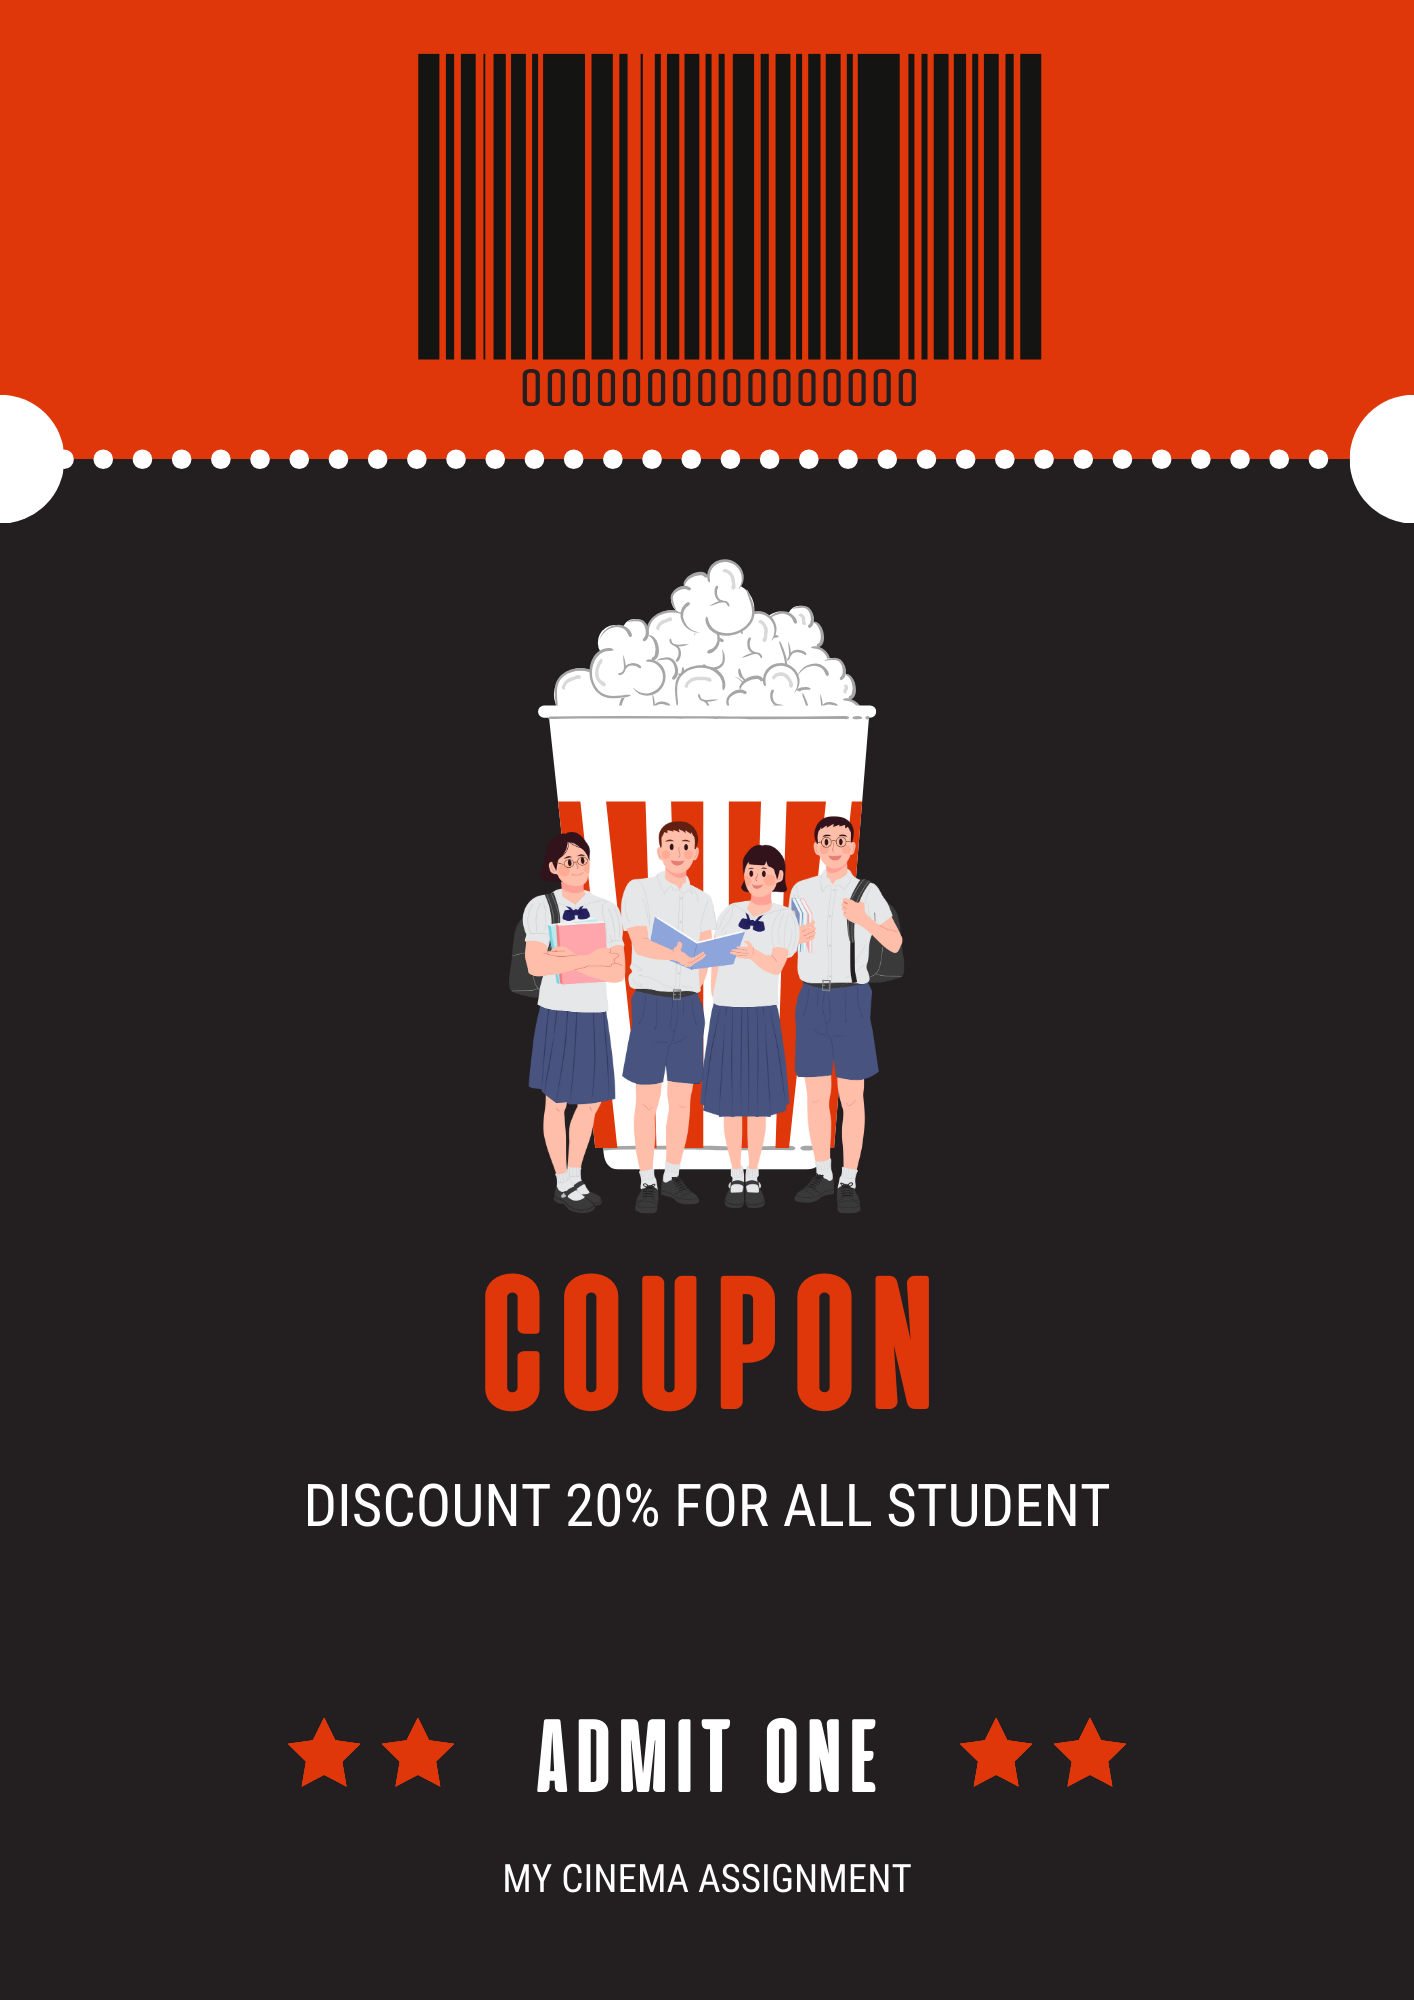 0000000000000000
COUPON
DISCOUNT 20% FOR ALL STUDENT
ADMIT ONE
MY CINEMA ASSIGNMENT